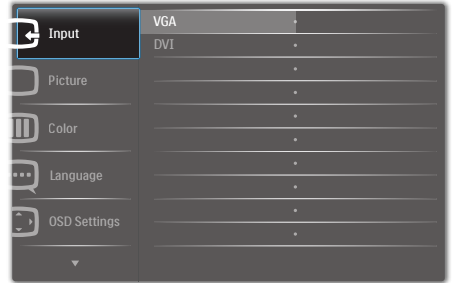 Input
VGA
DVI
Picture
Color
Language
OSD Settings